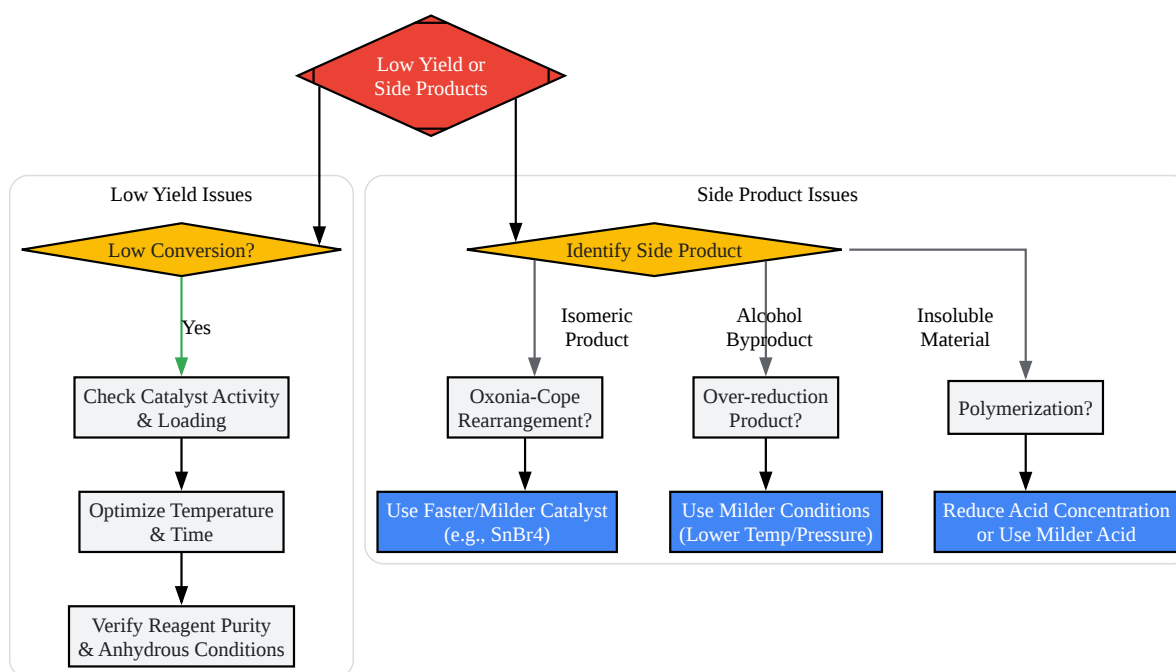 Low Yield or
Side Products
Low Yield Issues
Low Conversion?
Yes
Check Catalyst Activity
& Loading
Optimize Temperature
& Time
Verify Reagent Purity
& Anhydrous Conditions
Side Product Issues
Identify Side Product
Isomeric
Product
Alcohol
Byproduct
Insoluble
Material
Oxonia-Cope
Rearrangement?
Over-reduction
Product?
Polymerization?
Use Faster/Milder Catalyst
(e.g., SnBr4)
Use Milder Conditions
(Lower Temp/Pressure)
Reduce Acid Concentration
or Use Milder Acid